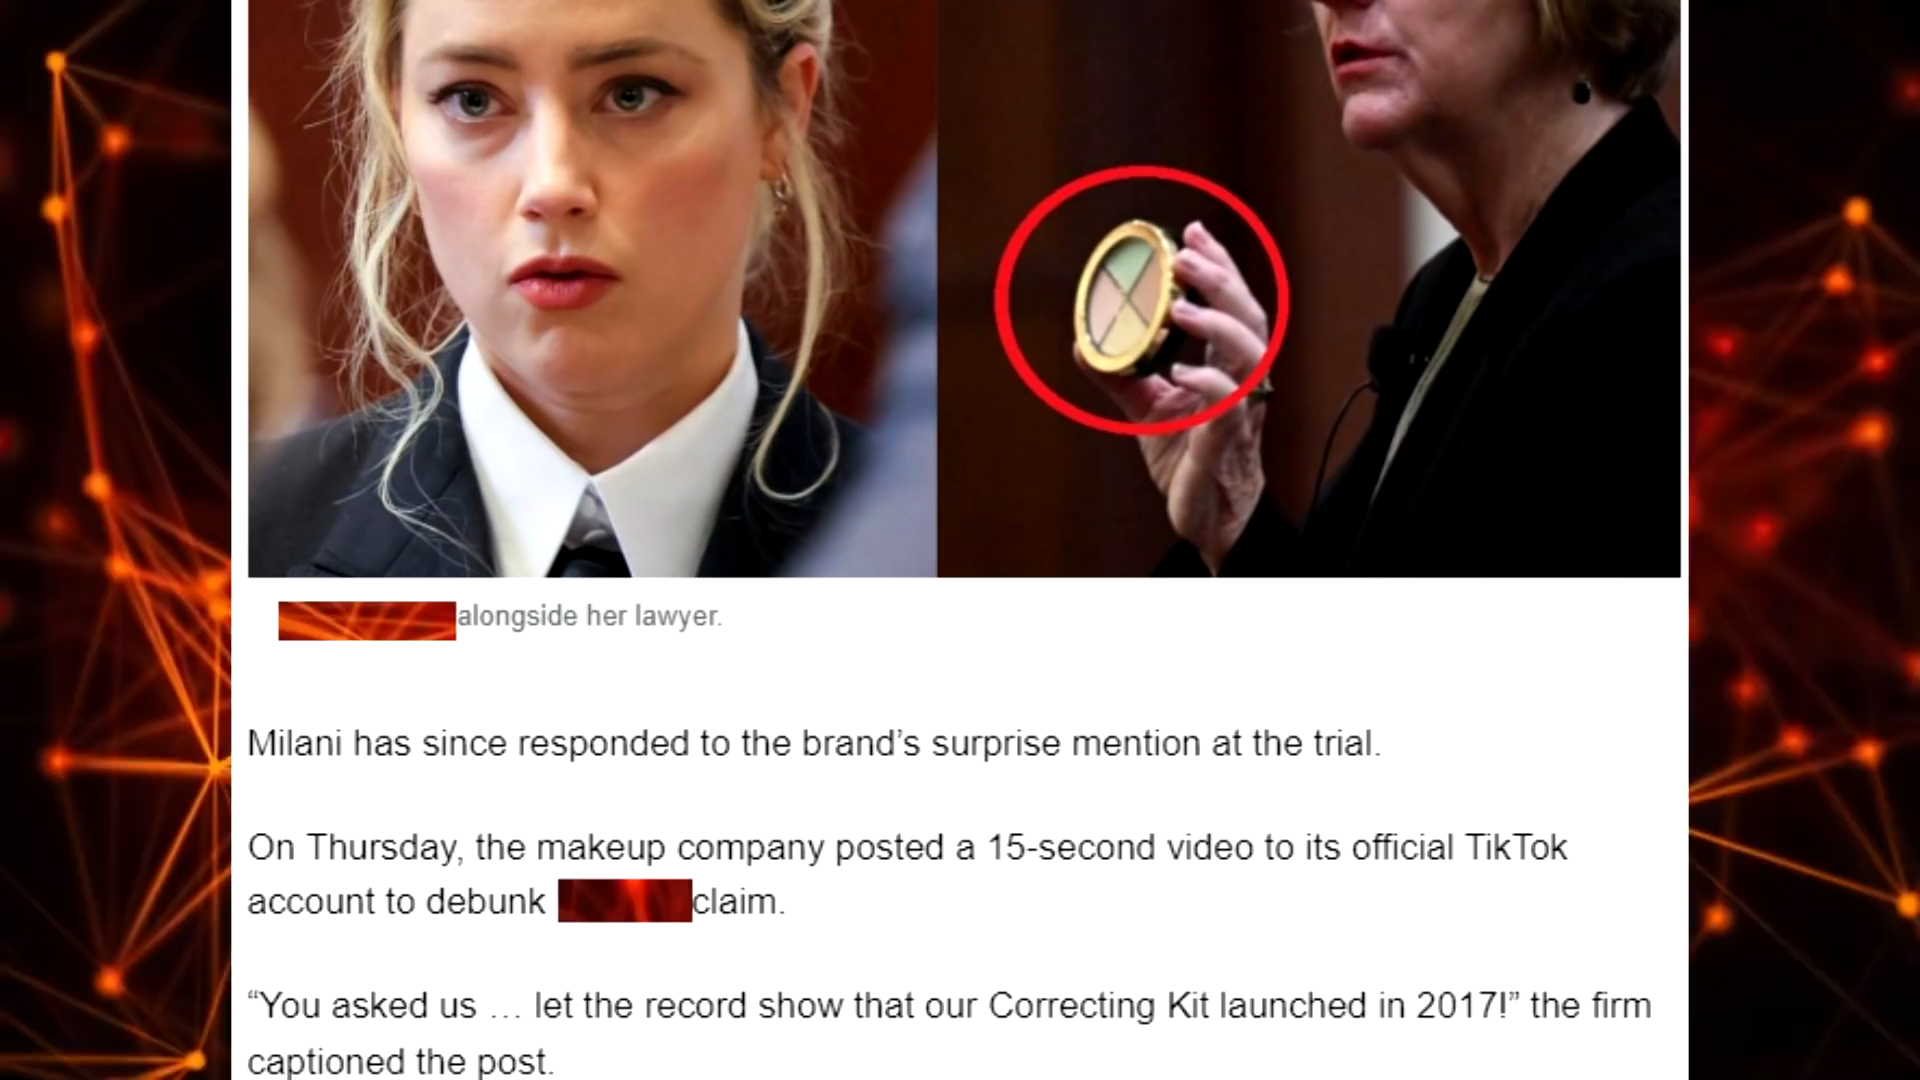 alongside her lawyer.
Milani has since responded to the brand’s surprise mention at the trial.
On Thursday, the makeup company posted a 15-second video to its official TikTok
account to debunk claim.
“You asked us … let the record show that our Correcting Kit launched in 2017!” the firm
captioned the post.